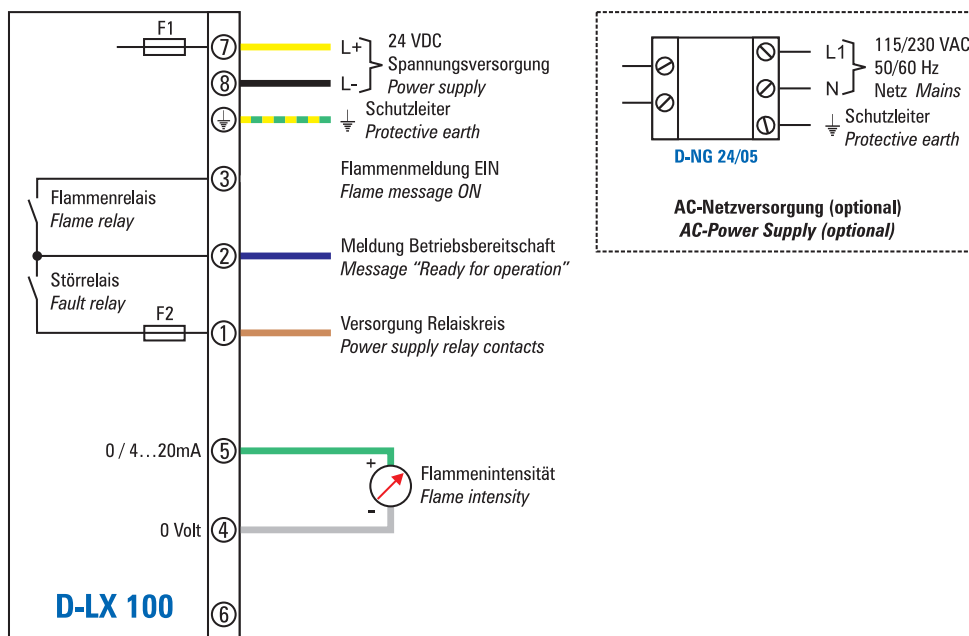 F1
7
L+
24 VDC
Spannungsversorgung
Power supply
8
L-
Schutzleiter
Protective earth
3
Flammenmeldung EIN
Flame message ON
Flammenrelais
Flame relay
2
Meldung Betriebsbereitschaft
Message “Ready for operation”
Störrelais
Fault relay
F2
1
Versorgung Relaiskreis
Power supply relay contacts
0 / 4...20mA
5
+
-
Flammenintensität
Flame intensity
0 Volt
4
D-LX 100
6
L1
115/230 VAC
50/60 Hz
N
Netz Mains
Schutzleiter
Protective earth
D-NG 24/05
AC-Netzversorgung (optional)
AC-Power Supply (optional)